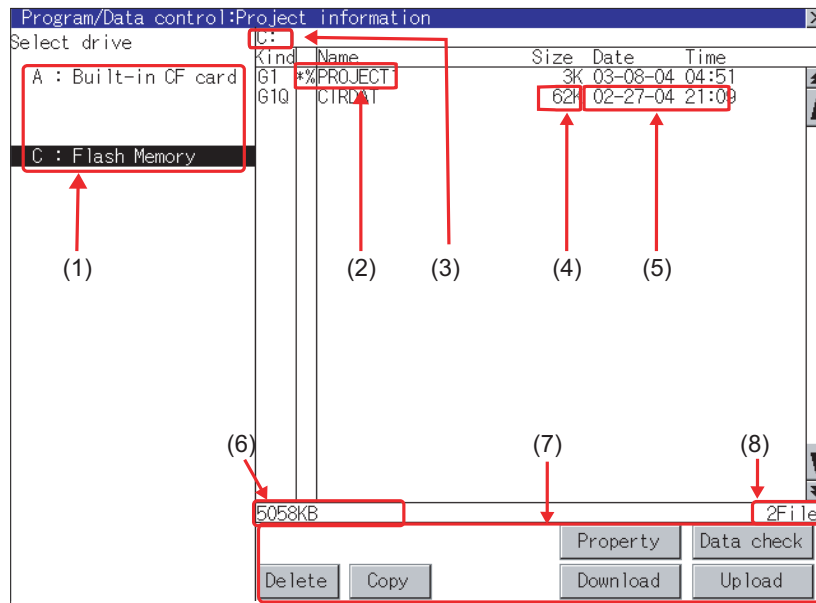 Program/Data control:Project information
Select drive
C:
Kind Name Size Date Time
A : Built-in CF card
G1 *% PROJECT1 3K 03-08-04 04:51
G1Q CTRDAT 62K 02-27-04 21:09
C : Flash Memory
(1)
(2)
(3)
(4)
(5)
(6)
(7)
(8)
5058KB
2File
Property
Data check
Delete
Copy
Download
Upload